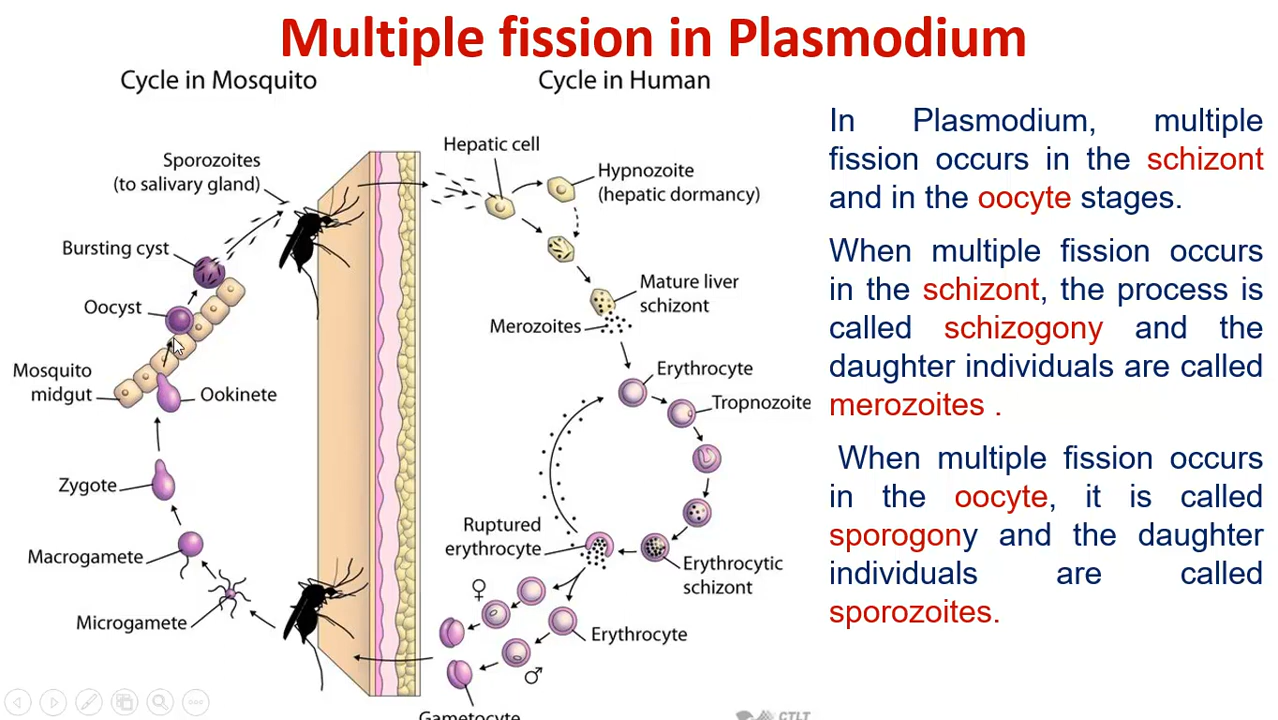 Multiple fission in Plasmodium
Cycle in Mosquito
Cycle in Human
Sporozoites
(to salivary gland)
Bursting cyst
Oocyst
Mosquito
midgut
Ookinete
Zygote
Macrogamete
Microgamete
Hepatic cell
Hypnozoite
(hepatic dormancy)
Mature liver
schizont
Merozoites
Erythrocyte
Tropnozoite
Ruptured
erythrocyte
Erythrocytic
schizont
♀
Erythrocyte
♂
Gametocyte
CTLT
In Plasmodium, multiple
fission occurs in the schizont
and in the oocyte stages.
When multiple fission occurs
in the schizont, the process is
called schizogony and the
daughter individuals are called
merozoites .
When multiple fission occurs
in the oocyte, it is called
sporogony and the daughter
individuals are called
sporozoites.